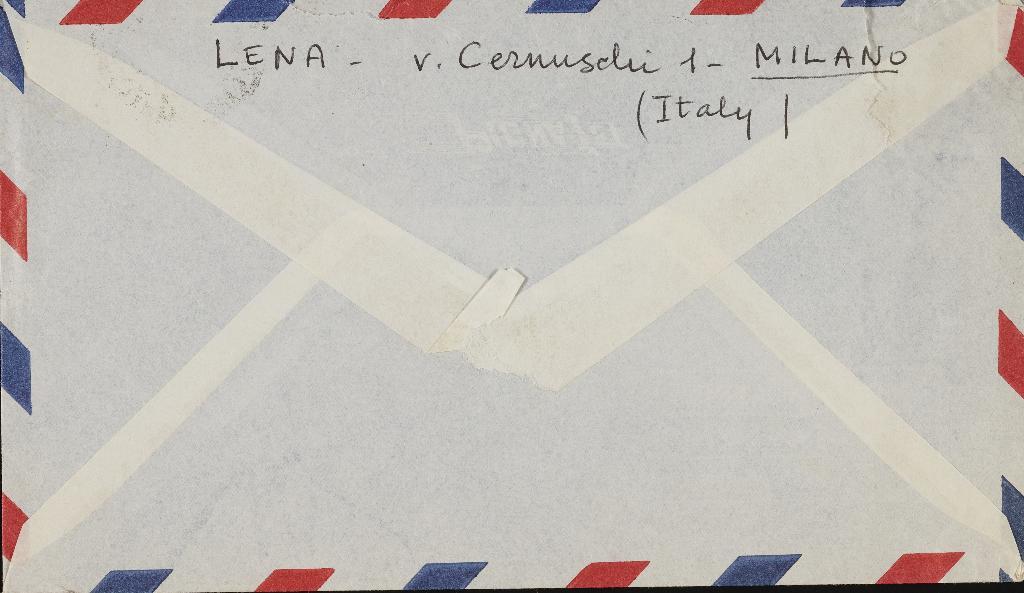 LENA - v. Cernuschi 1 - MILANO
(Italy)